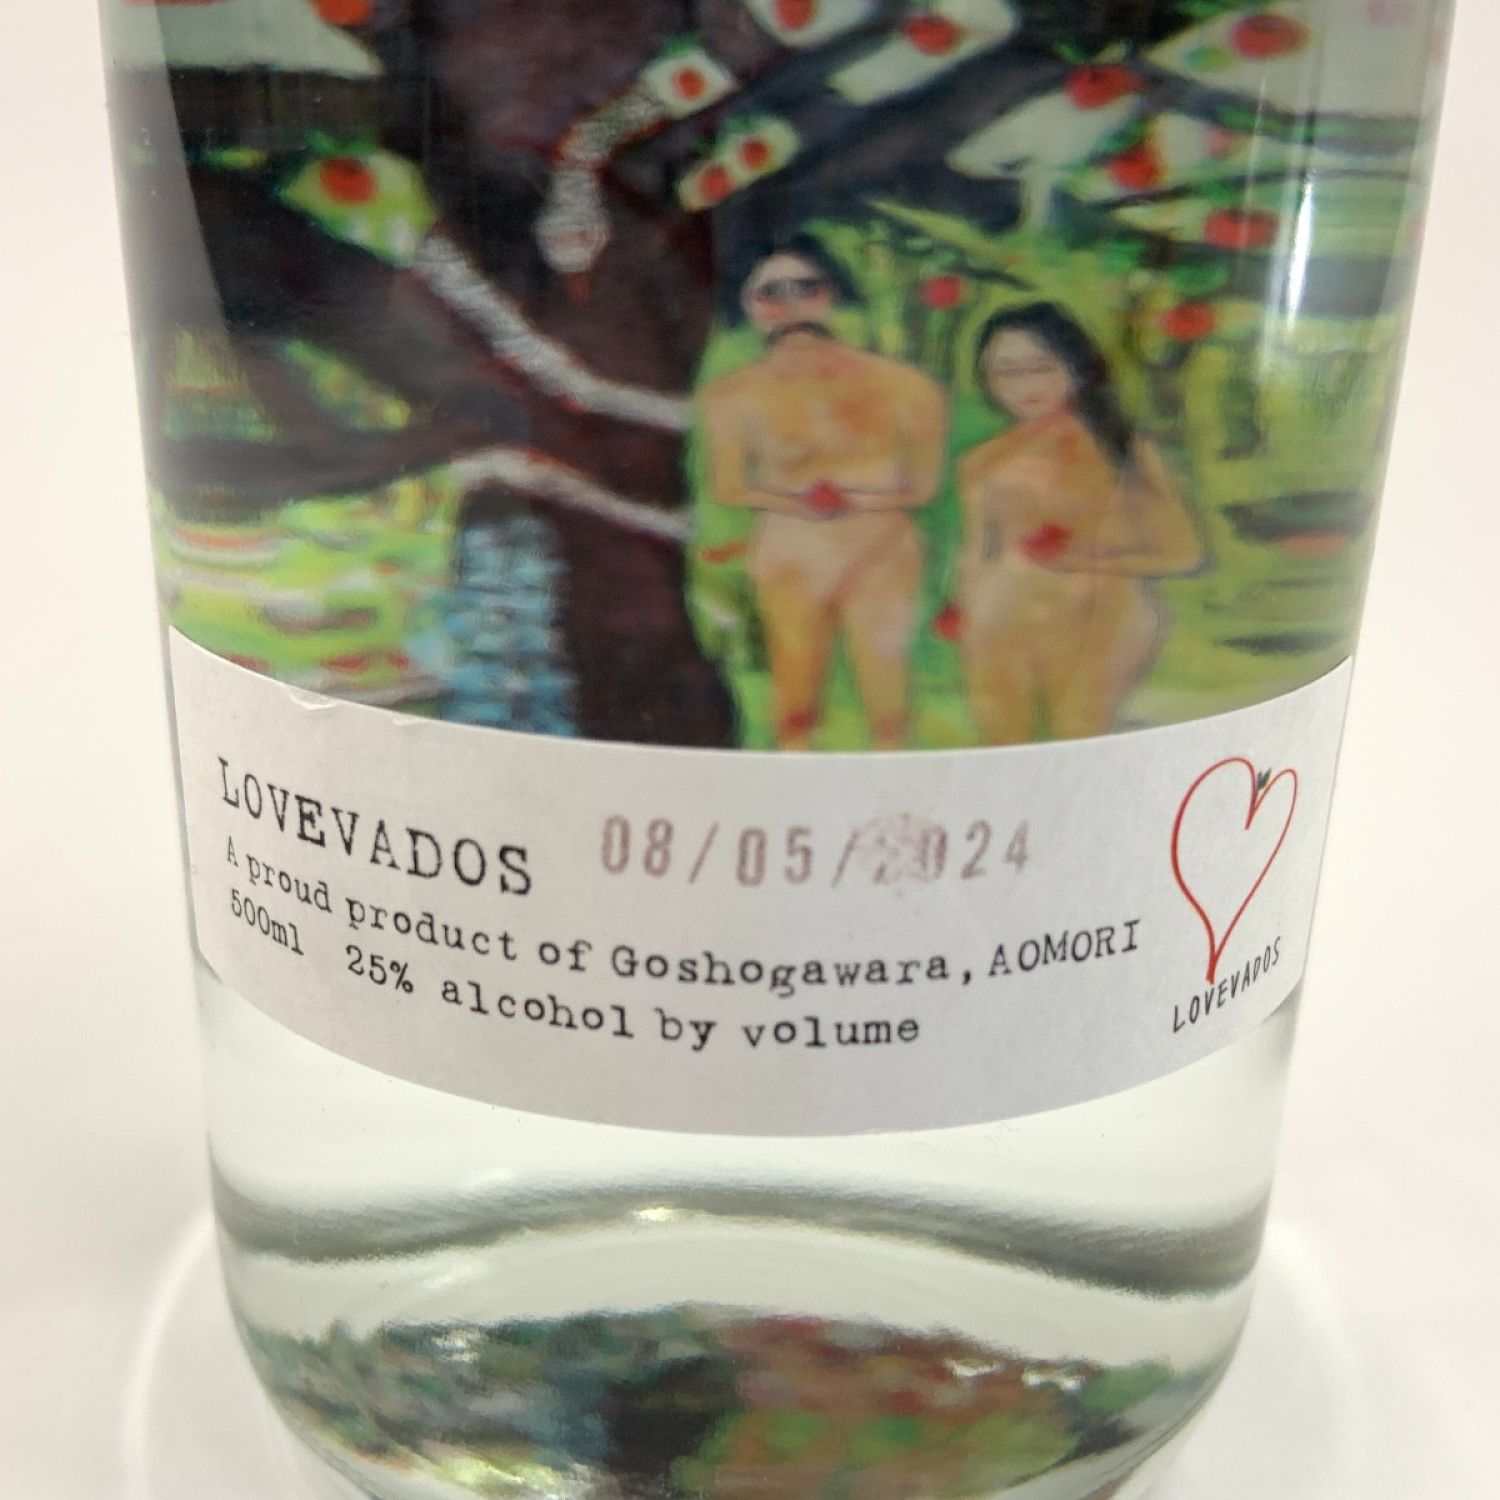 LOVEVADOS 08/05/2024
A proud product of Goshogawara, AOMORI
500ml 25% alcohol by volume
LOVEVADOS